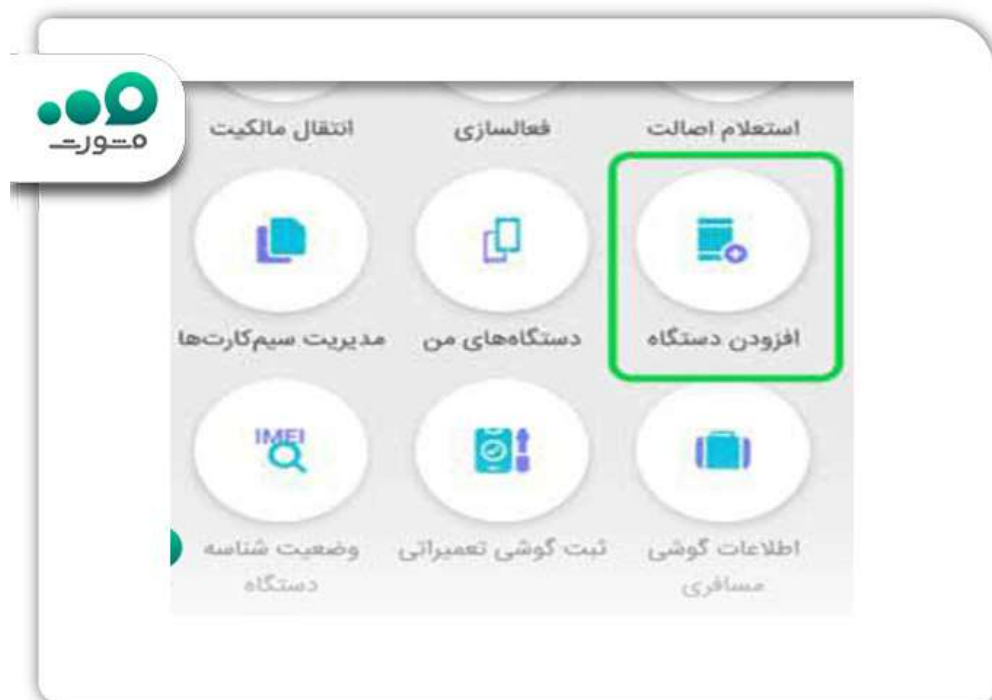 مشورت
استعلام اصالت
فعالسازی
انتقال مالکیت
افزودن دستگاه
دستگاه‌های من
مدیریت سیم‌کارت‌ها
IMEI
اطلاعات گوشی
مسافری
ثبت گوشی تعمیراتی
وضعیت شناسه
دستگاه